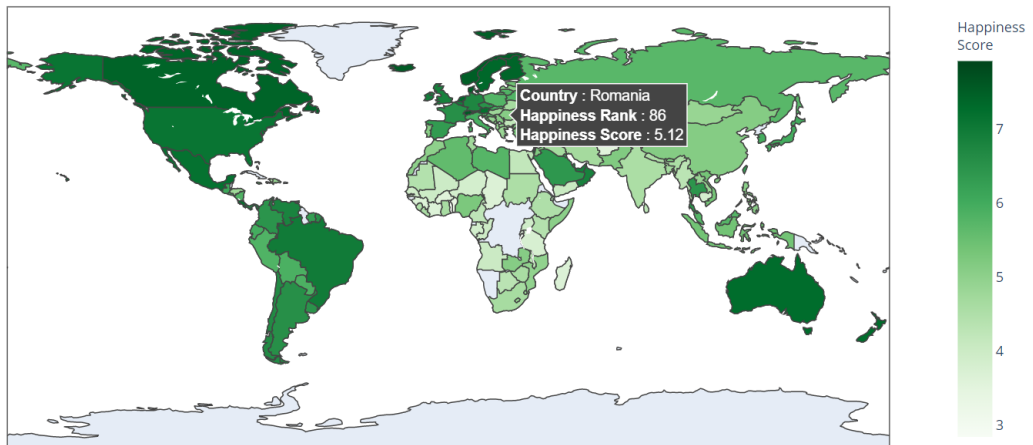 Happiness
Score
Country : Romania
Happiness Rank : 86
Happiness Score : 5.12
7
6
5
4
3